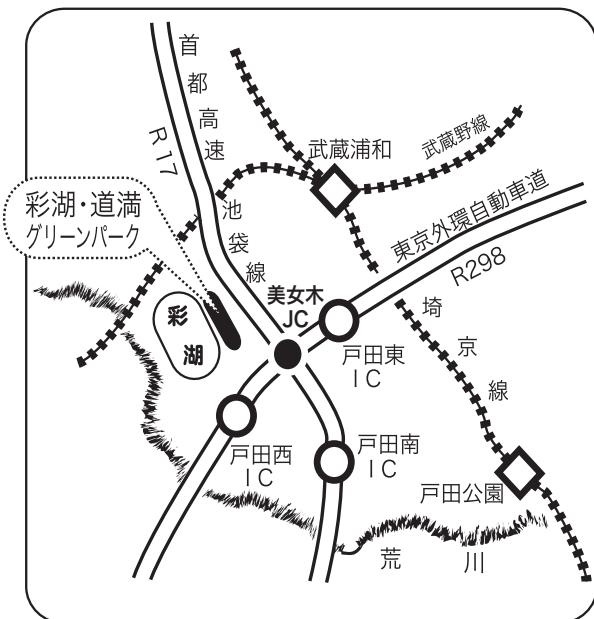 首都高速
池袋線
R17
武蔵浦和
武蔵野線
彩湖・道満
グリーンパーク
東京外環自動車道
R298
美女木
JC
彩湖
戸田東
IC
埼京線
戸田西
IC
戸田南
IC
戸田公園
荒川